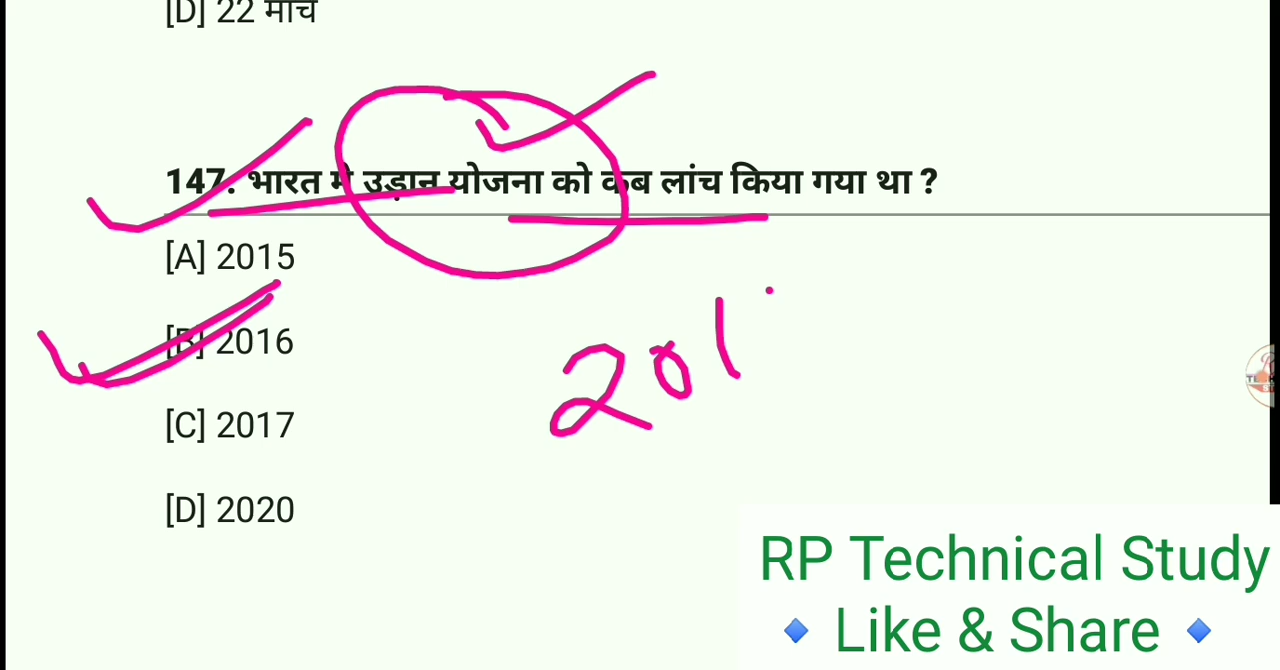 [D] 22 मार्च
147. भारत मे उड़ान योजना को कब लांच किया गया था ?
[A] 2015
[B] 2016
201
[C] 2017
[D] 2020
RP Technical Study
🔹 Like & Share 🔹